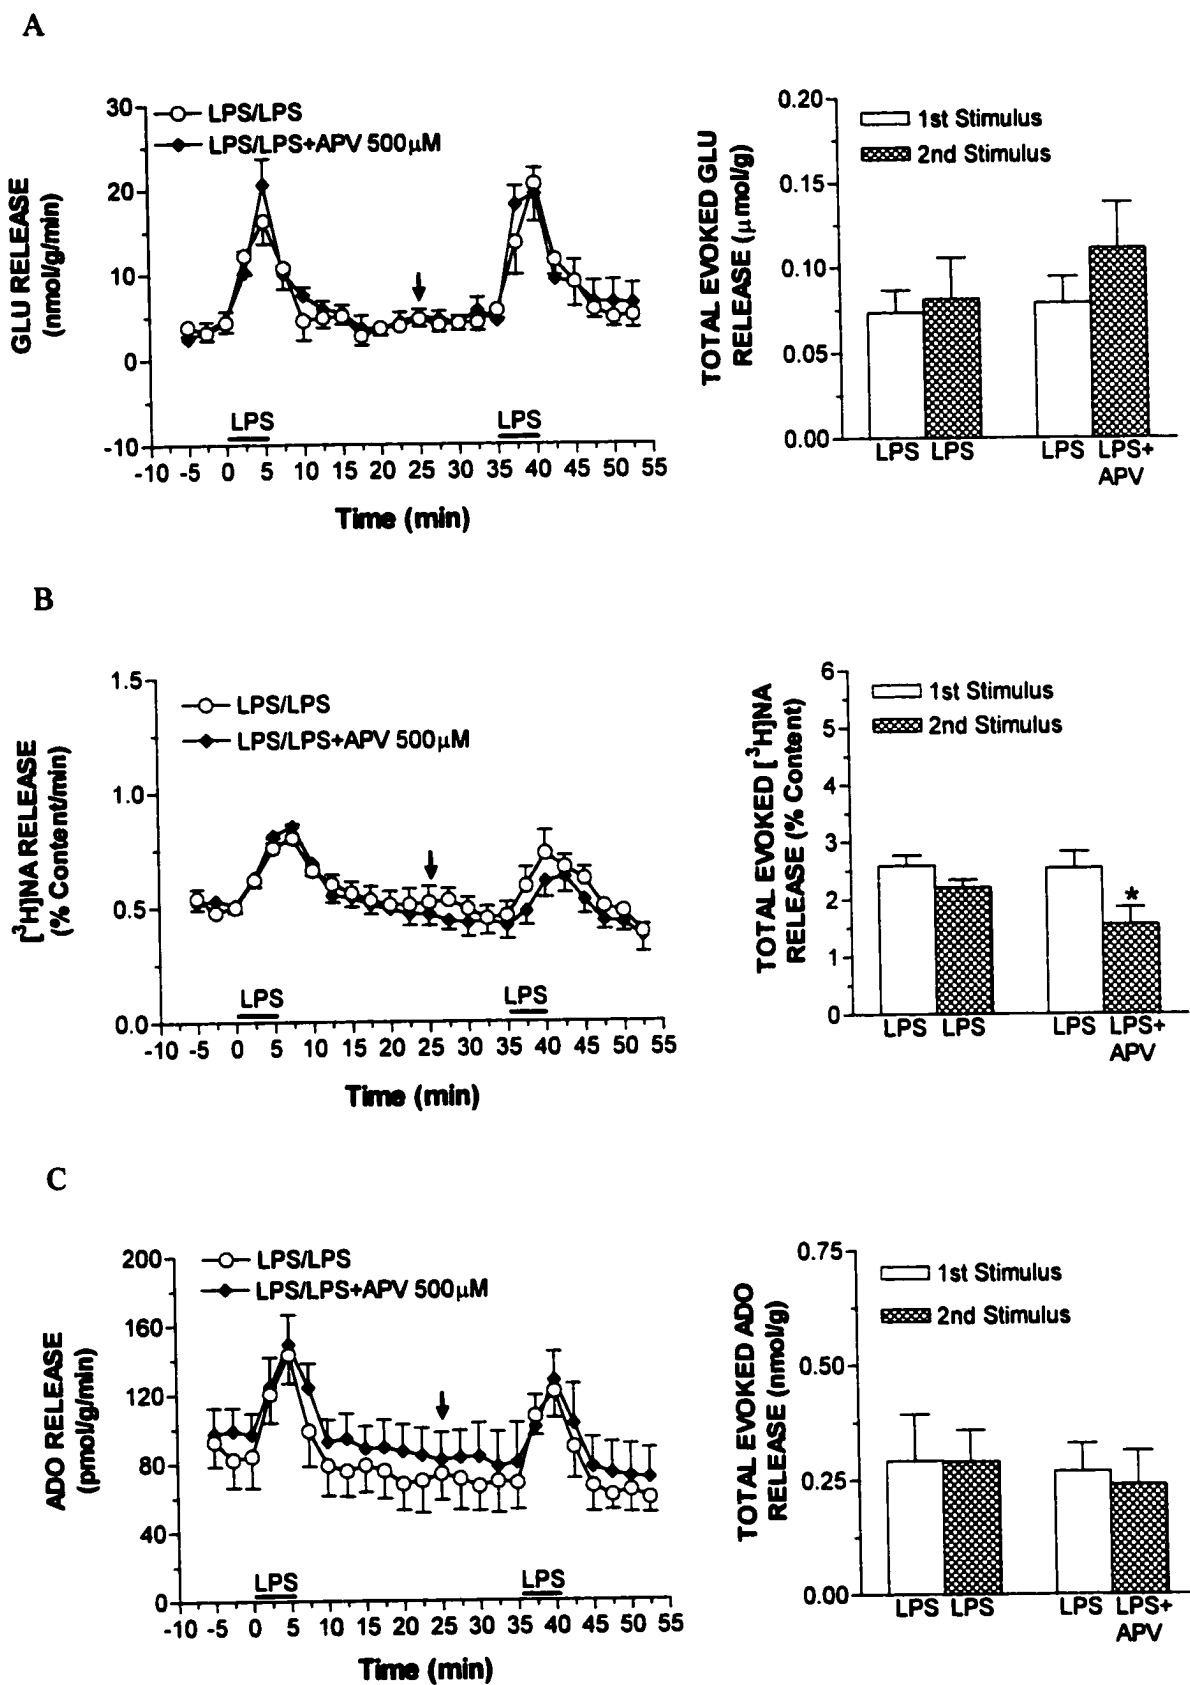 A
30
20
10
0
-10
GLU RELEASE
(nmol/g/min)
LPS/LPS
LPS/LPS+APV 500µM
LPS
LPS
-10 -5 0 5 10 15 20 25 30 35 40 45 50 55
Time (min)
0.20
0.15
0.10
0.05
0.00
TOTAL EVOKED GLU
RELEASE (µmol/g)
1st Stimulus
2nd Stimulus
LPS LPS
LPS LPS+
APV
B
1.5
1.0
0.5
0.0
[³H]NA RELEASE
(% Content/min)
LPS/LPS
LPS/LPS+APV 500µM
LPS
LPS
-10 -5 0 5 10 15 20 25 30 35 40 45 50 55
Time (min)
6
5
4
3
2
1
0
TOTAL EVOKED [³H]NA
RELEASE (% Content)
1st Stimulus
2nd Stimulus
*
LPS LPS
LPS LPS+
APV
C
200
160
120
80
40
0
ADO RELEASE
(pmol/g/min)
LPS/LPS
LPS/LPS+APV 500µM
LPS
LPS
-10 -5 0 5 10 15 20 25 30 35 40 45 50 55
Time (min)
0.75
0.50
0.25
0.00
TOTAL EVOKED ADO
RELEASE (nmol/g)
1st Stimulus
2nd Stimulus
LPS LPS
LPS LPS+
APV